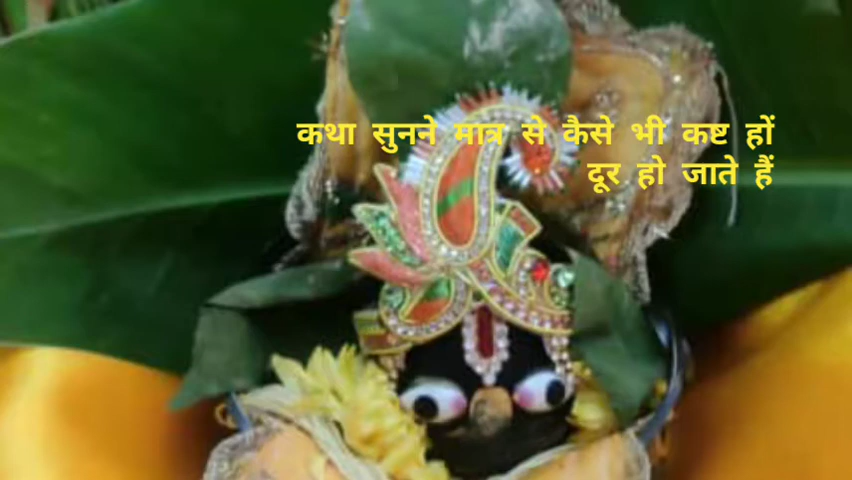 कथा सुनने मात्र से कैसे भी कष्ट हों
दूर हो जाते हैं